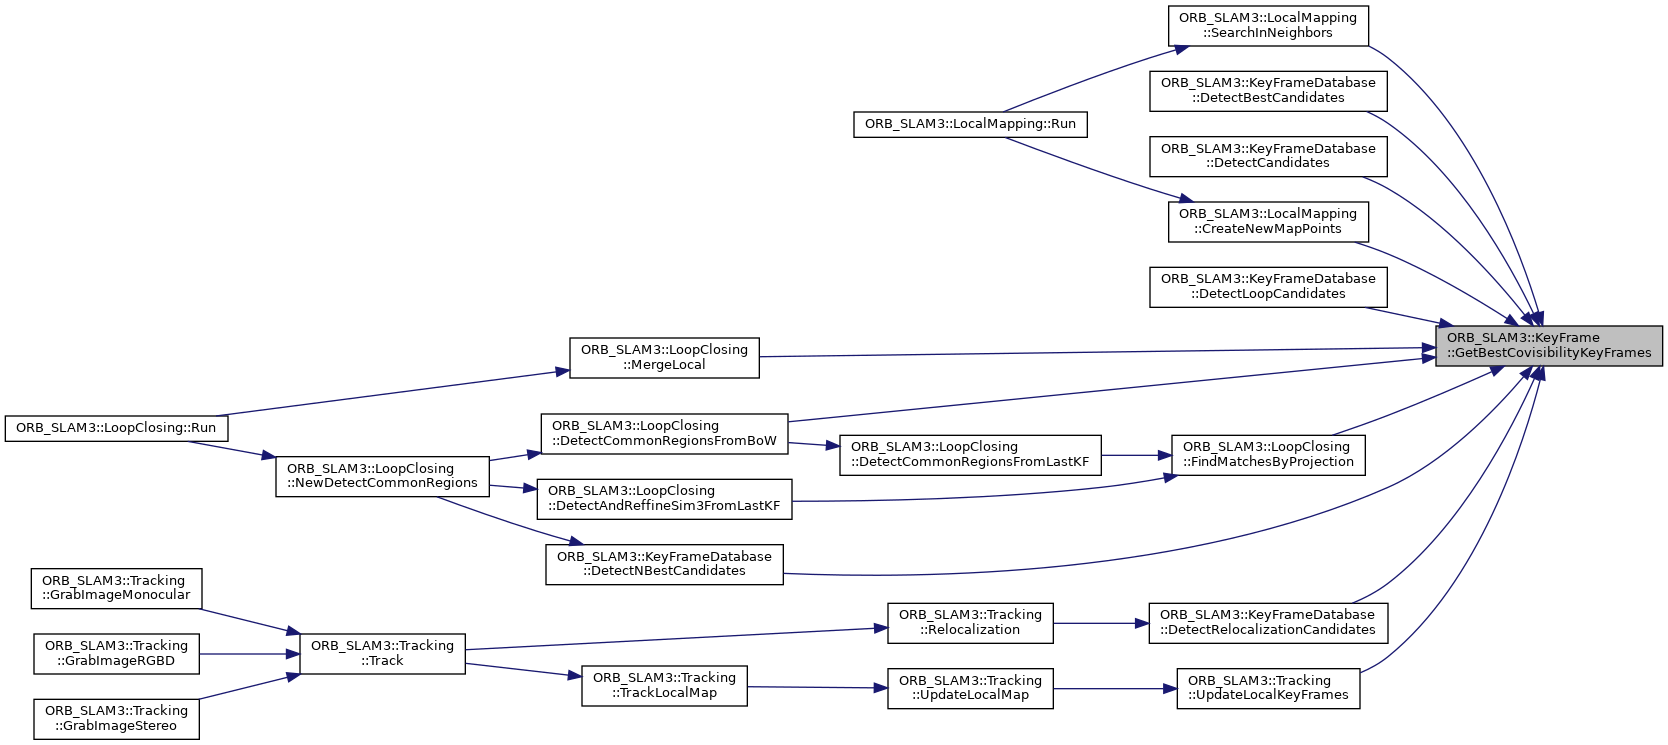 ORB_SLAM3::LocalMapping
::SearchInNeighbors
ORB_SLAM3::KeyFrameDatabase
::DetectBestCandidates
ORB_SLAM3::LocalMapping::Run
ORB_SLAM3::KeyFrameDatabase
::DetectCandidates
ORB_SLAM3::LocalMapping
::CreateNewMapPoints
ORB_SLAM3::KeyFrameDatabase
::DetectLoopCandidates
ORB_SLAM3::KeyFrame
::GetBestCovisibilityKeyFrames
ORB_SLAM3::LoopClosing
::MergeLocal
ORB_SLAM3::LoopClosing::Run
ORB_SLAM3::LoopClosing
::DetectCommonRegionsFromBoW
ORB_SLAM3::LoopClosing
::DetectCommonRegionsFromLastKF
ORB_SLAM3::LoopClosing
::FindMatchesByProjection
ORB_SLAM3::LoopClosing
::NewDetectCommonRegions
ORB_SLAM3::LoopClosing
::DetectAndReffineSim3FromLastKF
ORB_SLAM3::KeyFrameDatabase
::DetectNBestCandidates
ORB_SLAM3::Tracking
::GrabImageMonocular
ORB_SLAM3::Tracking
::Relocalization
ORB_SLAM3::KeyFrameDatabase
::DetectRelocalizationCandidates
ORB_SLAM3::Tracking
::GrabImageRGBD
ORB_SLAM3::Tracking
::Track
ORB_SLAM3::Tracking
::TrackLocalMap
ORB_SLAM3::Tracking
::UpdateLocalMap
ORB_SLAM3::Tracking
::UpdateLocalKeyFrames
ORB_SLAM3::Tracking
::GrabImageStereo